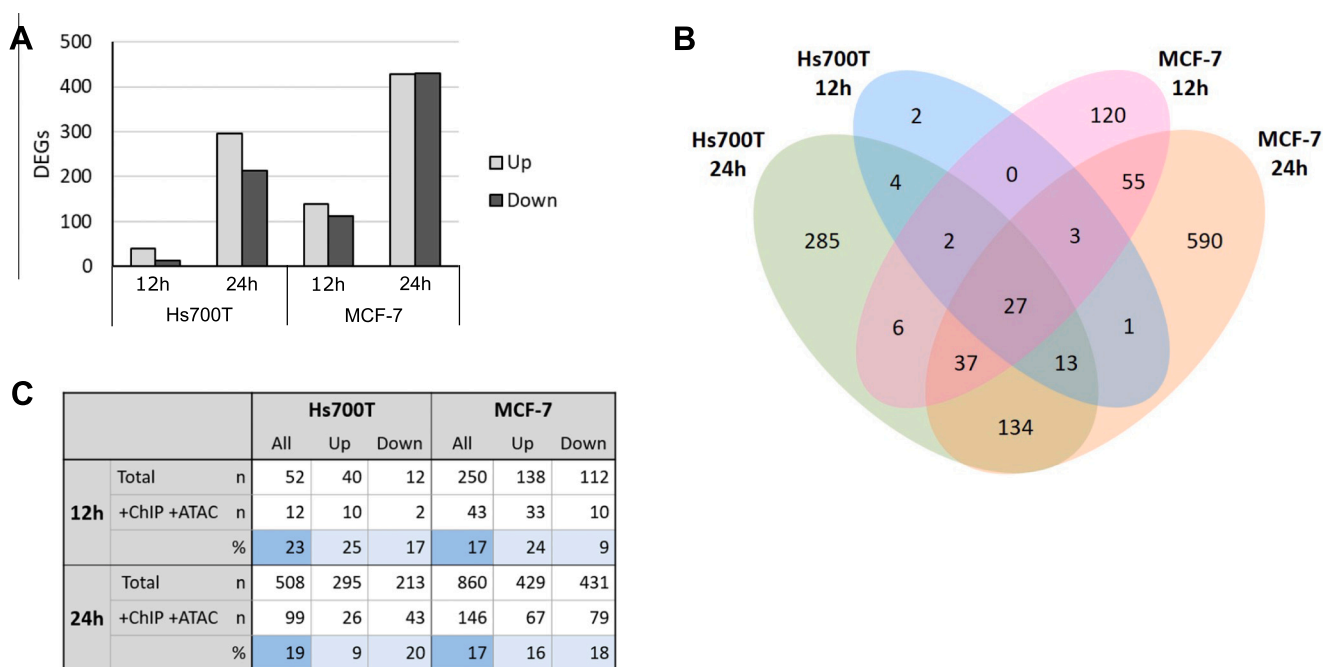 A
500
400
300
200
100
0
DEGs
12h 24h 12h 24h
Hs700T MCF-7
Up
Down
B
Hs700T
12h
MCF-7
12h
Hs700T
24h
MCF-7
24h
2
120
4
0
55
285
2
3
590
27
6
1
37
13
134
C
Hs700T MCF-7
All Up Down All Up Down
12h
Total n 52 40 12 250 138 112
+ChIP +ATAC n 12 10 2 43 33 10
% 23 25 17 17 24 9
24h
Total n 508 295 213 860 429 431
+ChIP +ATAC n 99 26 43 146 67 79
% 19 9 20 17 16 18